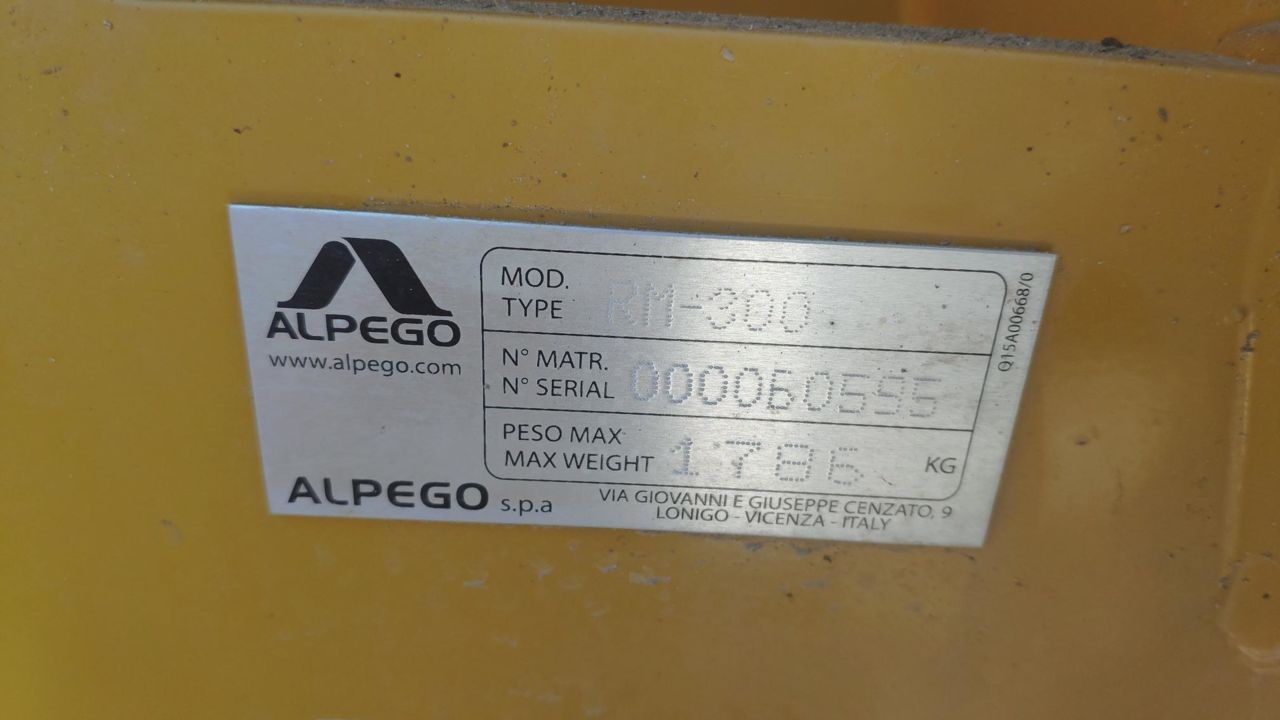 ALPEGO
www.alpego.com
MOD.
TYPE RM-300
N° MATR.
N° SERIAL 000060595
PESO MAX
MAX WEIGHT 1786 KG
Q15A00668/0
ALPEGO s.p.a
VIA GIOVANNI E GIUSEPPE CENZATO, 9
LONIGO - VICENZA - ITALY